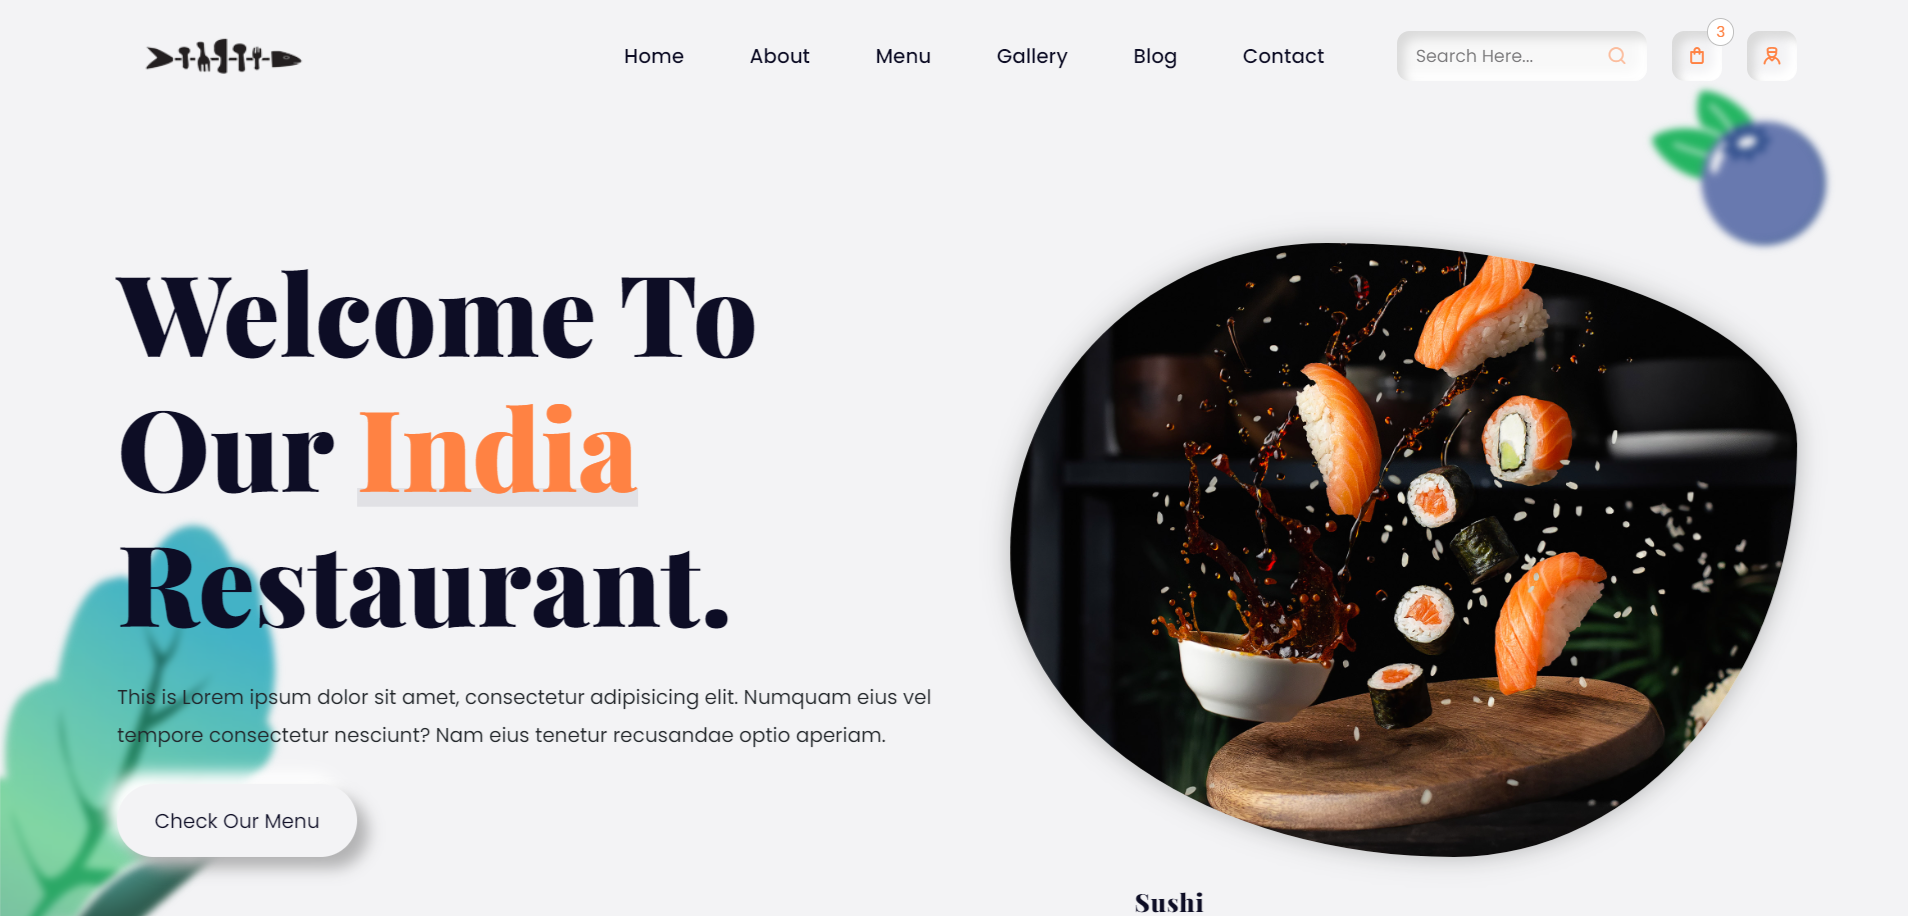 Home
About
Menu
Gallery
Blog
Contact
Search Here...
3
Welcome To
Our India
Restaurant.
This is Lorem ipsum dolor sit amet, consectetur adipisicing elit. Numquam eius vel
tempore consectetur nesciunt? Nam eius tenetur recusandae optio aperiam.
Check Our Menu
Sushi